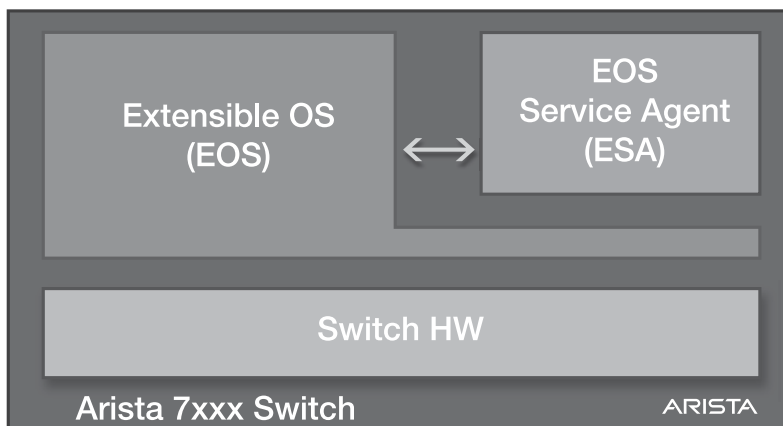 Extensible OS
(EOS)
EOS
Service Agent
(ESA)
Switch HW
Arista 7xxx Switch
ARISTA